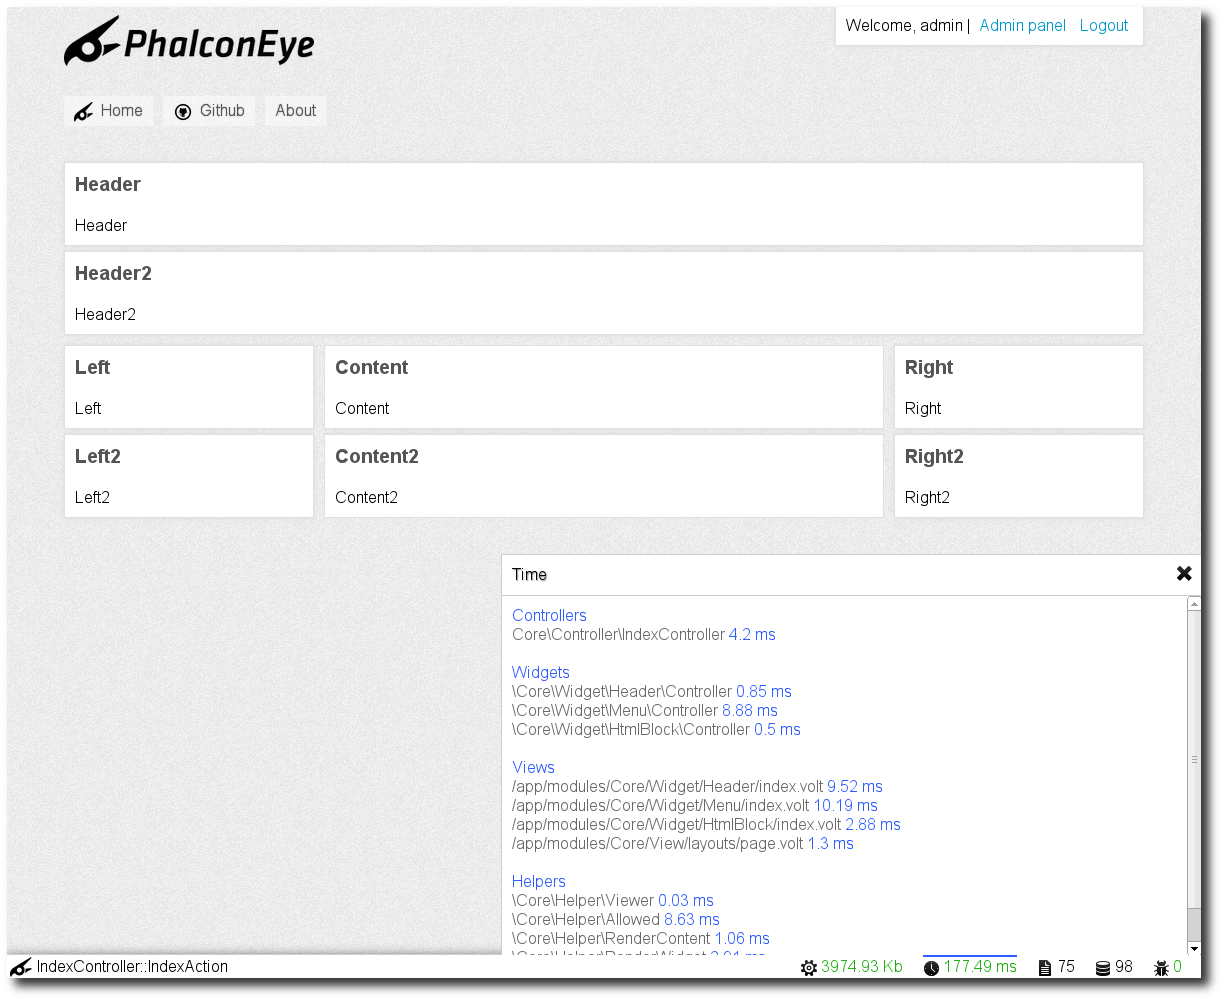 PhalconEye
Welcome, admin | Admin panel Logout
Home Github About
Header
Header
Header2
Header2
Left Content Right
Left Content Right
Left2 Content2 Right2
Left2 Content2 Right2
Time
Controllers
Core\Controller\IndexController 4.2 ms
Widgets
\Core\Widget\Header\Controller 0.85 ms
\Core\Widget\Menu\Controller 8.88 ms
\Core\Widget\HtmlBlock\Controller 0.5 ms
Views
/app/modules/Core/Widget/Header/index.volt 9.52 ms
/app/modules/Core/Widget/Menu/index.volt 10.19 ms
/app/modules/Core/Widget/HtmlBlock/index.volt 2.88 ms
/app/modules/Core/View/layouts/page.volt 1.3 ms
Helpers
\Core\Helper\Viewer 0.03 ms
\Core\Helper\Allowed 8.63 ms
\Core\Helper\RenderContent 1.06 ms
\Core\Helper\RenderWidget
IndexController::IndexAction 3974.93 Kb 177.49 ms 75 98 0